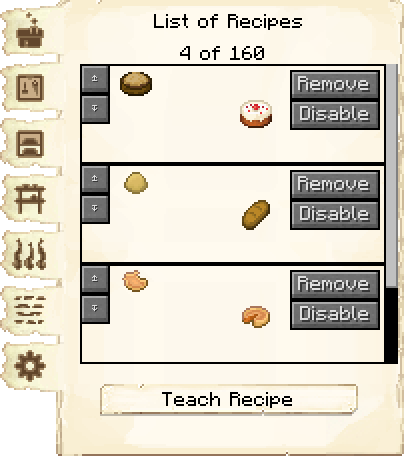 List of Recipes
4 of 160
Remove
Disable
Remove
Disable
Remove
Disable
Teach Recipe